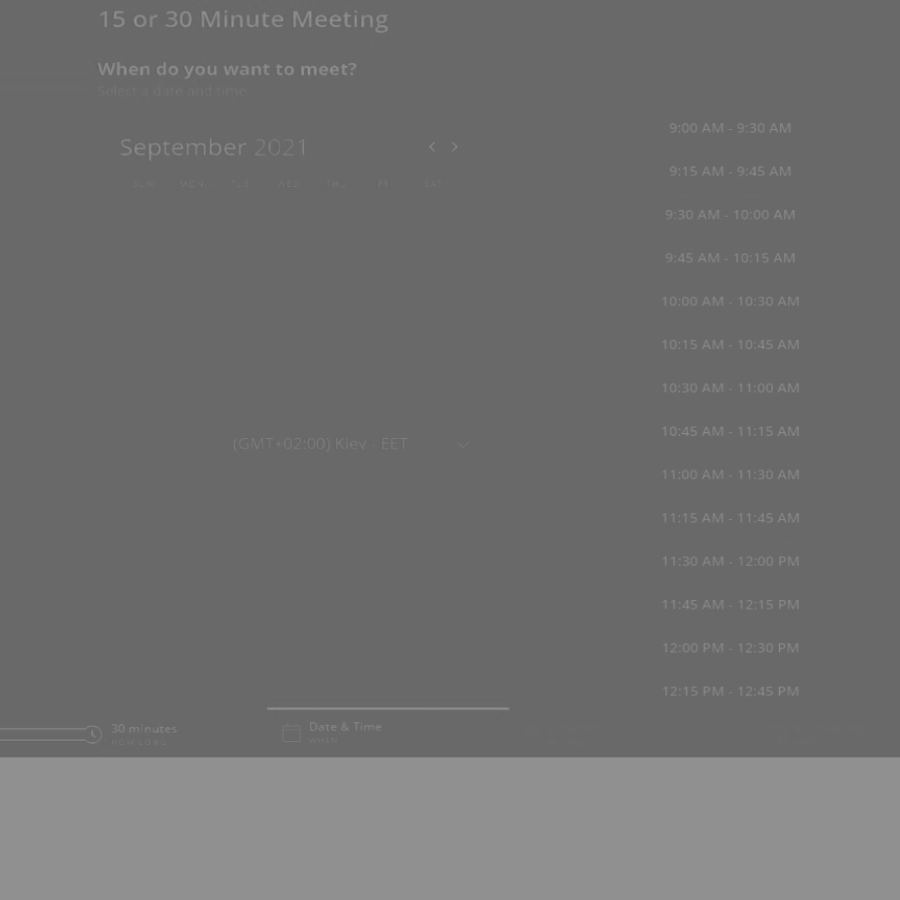 15 or 30 Minute Meeting
When do you want to meet?
Select a date and time
September 2021
SUN MON TUE WED THU FRI SAT
(GMT+02:00) Kiev - EET
9:00 AM - 9:30 AM
9:15 AM - 9:45 AM
9:30 AM - 10:00 AM
9:45 AM - 10:15 AM
10:00 AM - 10:30 AM
10:15 AM - 10:45 AM
10:30 AM - 11:00 AM
10:45 AM - 11:15 AM
11:00 AM - 11:30 AM
11:15 AM - 11:45 AM
11:30 AM - 12:00 PM
11:45 AM - 12:15 PM
12:00 PM - 12:30 PM
12:15 PM - 12:45 PM
30 minutes
HOW LONG
Date & Time
WHEN